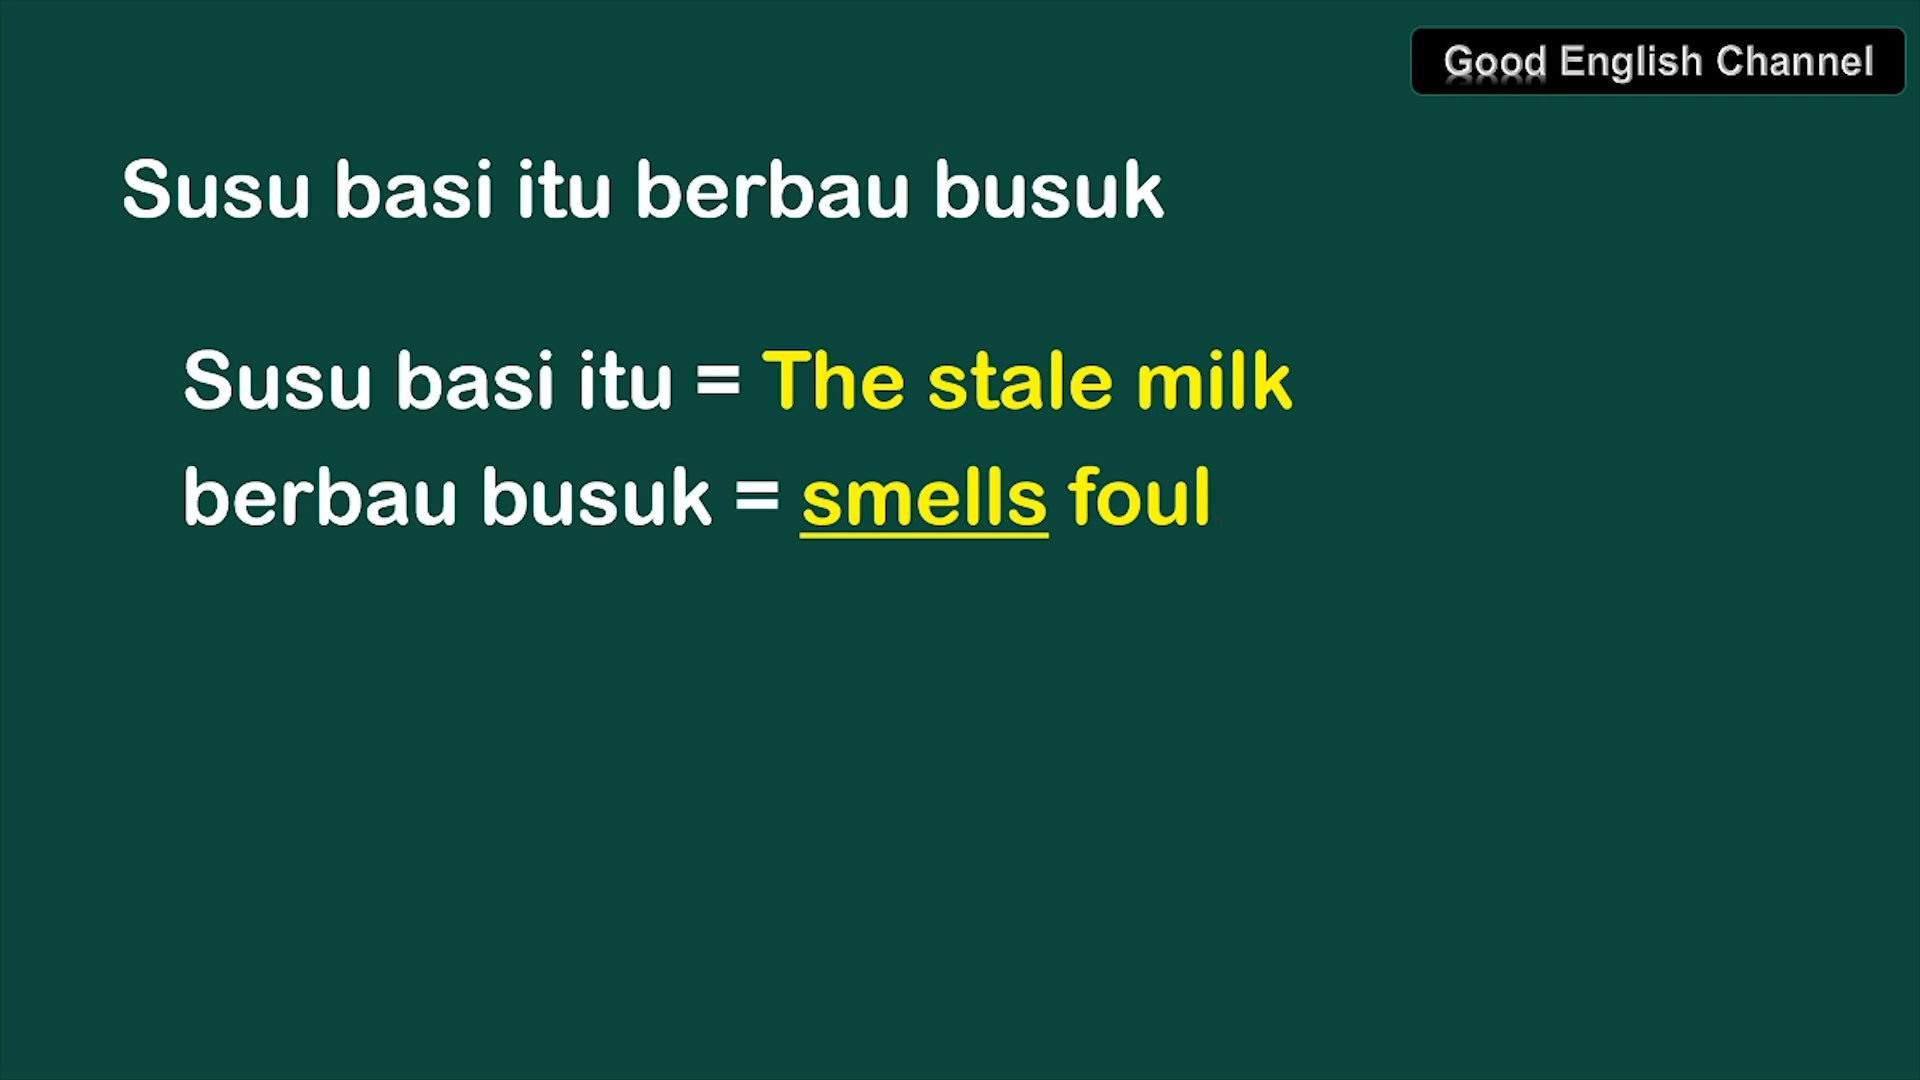 Good English Channel
Susu basi itu berbau busuk
Susu basi itu = The stale milk
berbau busuk = smells foul